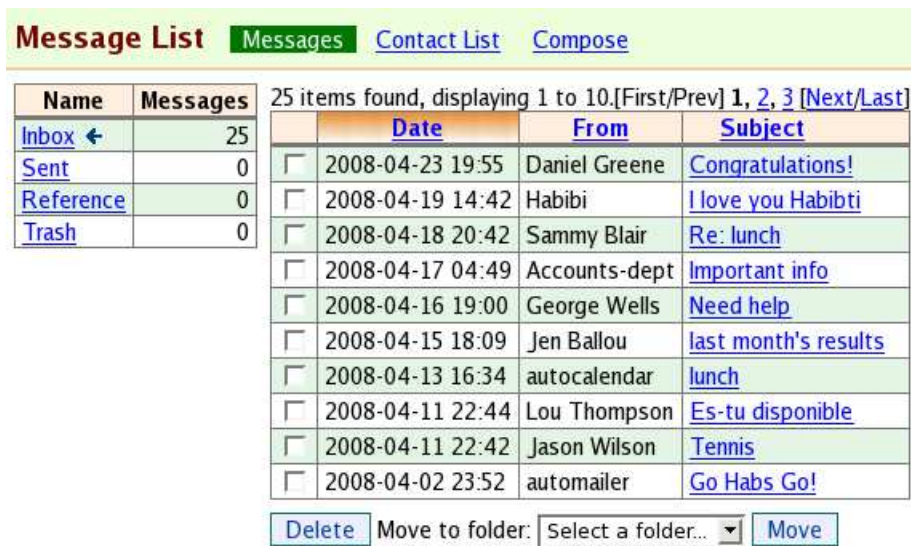 Message List Messages Contact List Compose
Name Messages
Inbox 25
Sent 0
Reference 0
Trash 0
25 items found, displaying 1 to 10.[First/Prev] 1, 2, 3 [Next/Last]
Date From Subject
2008-04-23 19:55 Daniel Greene Congratulations!
2008-04-19 14:42 Habibi I love you Habibti
2008-04-18 20:42 Sammy Blair Re: lunch
2008-04-17 04:49 Accounts-dept Important info
2008-04-16 19:00 George Wells Need help
2008-04-15 18:09 Jen Ballou last month's results
2008-04-13 16:34 autocalendar lunch
2008-04-11 22:44 Lou Thompson Es-tu disponible
2008-04-11 22:42 Jason Wilson Tennis
2008-04-02 23:52 automailer Go Habs Go!
Delete Move to folder: Select a folder... Move